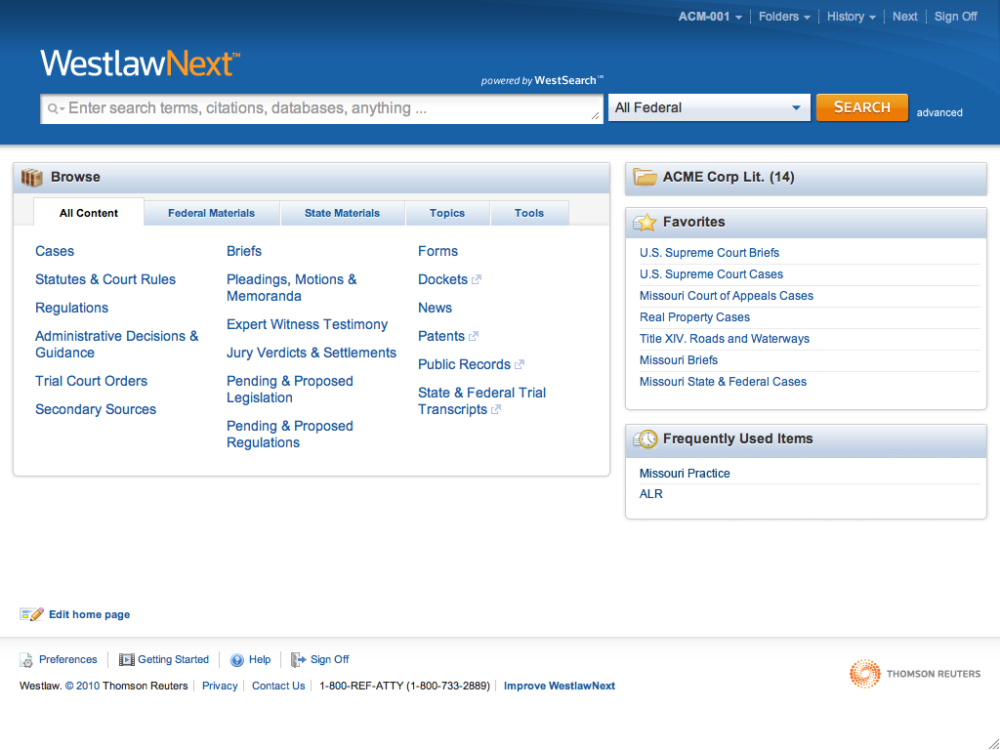 ACM-001 Folders History Next Sign Off
WestlawNext™
powered by WestSearch™
Enter search terms, citations, databases, anything ...
All Federal
SEARCH
advanced
Browse
All Content
Federal Materials
State Materials
Topics
Tools
Cases
Statutes & Court Rules
Regulations
Administrative Decisions &
Guidance
Trial Court Orders
Secondary Sources
Briefs
Pleadings, Motions &
Memoranda
Expert Witness Testimony
Jury Verdicts & Settlements
Pending & Proposed
Legislation
Pending & Proposed
Regulations
Forms
Dockets
News
Patents
Public Records
State & Federal Trial
Transcripts
ACME Corp Lit. (14)
Favorites
U.S. Supreme Court Briefs
U.S. Supreme Court Cases
Missouri Court of Appeals Cases
Real Property Cases
Title XIV. Roads and Waterways
Missouri Briefs
Missouri State & Federal Cases
Frequently Used Items
Missouri Practice
ALR
Edit home page
Preferences Getting Started Help Sign Off
Westlaw. © 2010 Thomson Reuters Privacy Contact Us 1-800-REF-ATTY (1-800-733-2889) Improve WestlawNext
THOMSON REUTERS